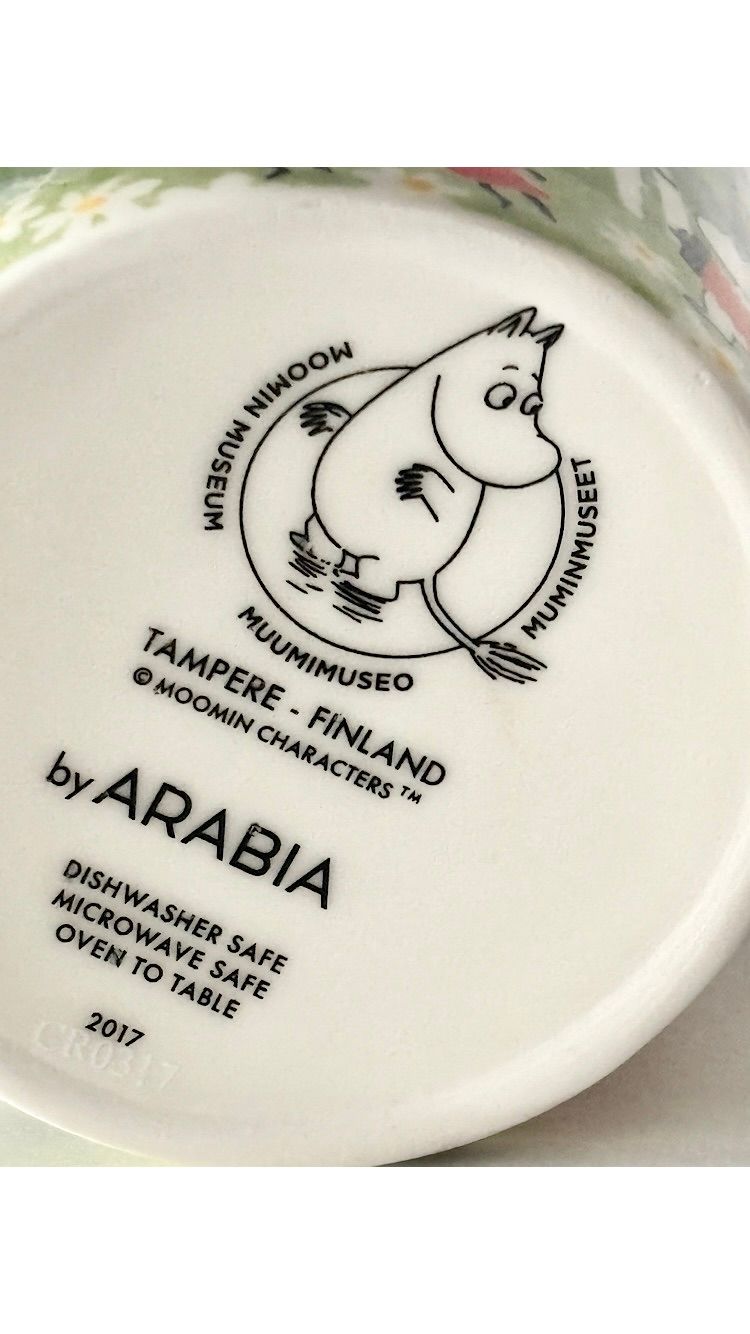 MOOMIN MUSEUM
MUMINMUSEET
MUUMIMUSEO
TAMPERE - FINLAND
© MOOMIN CHARACTERS ™
by ARABIA
DISHWASHER SAFE
MICROWAVE SAFE
OVEN TO TABLE
2017
CR0317